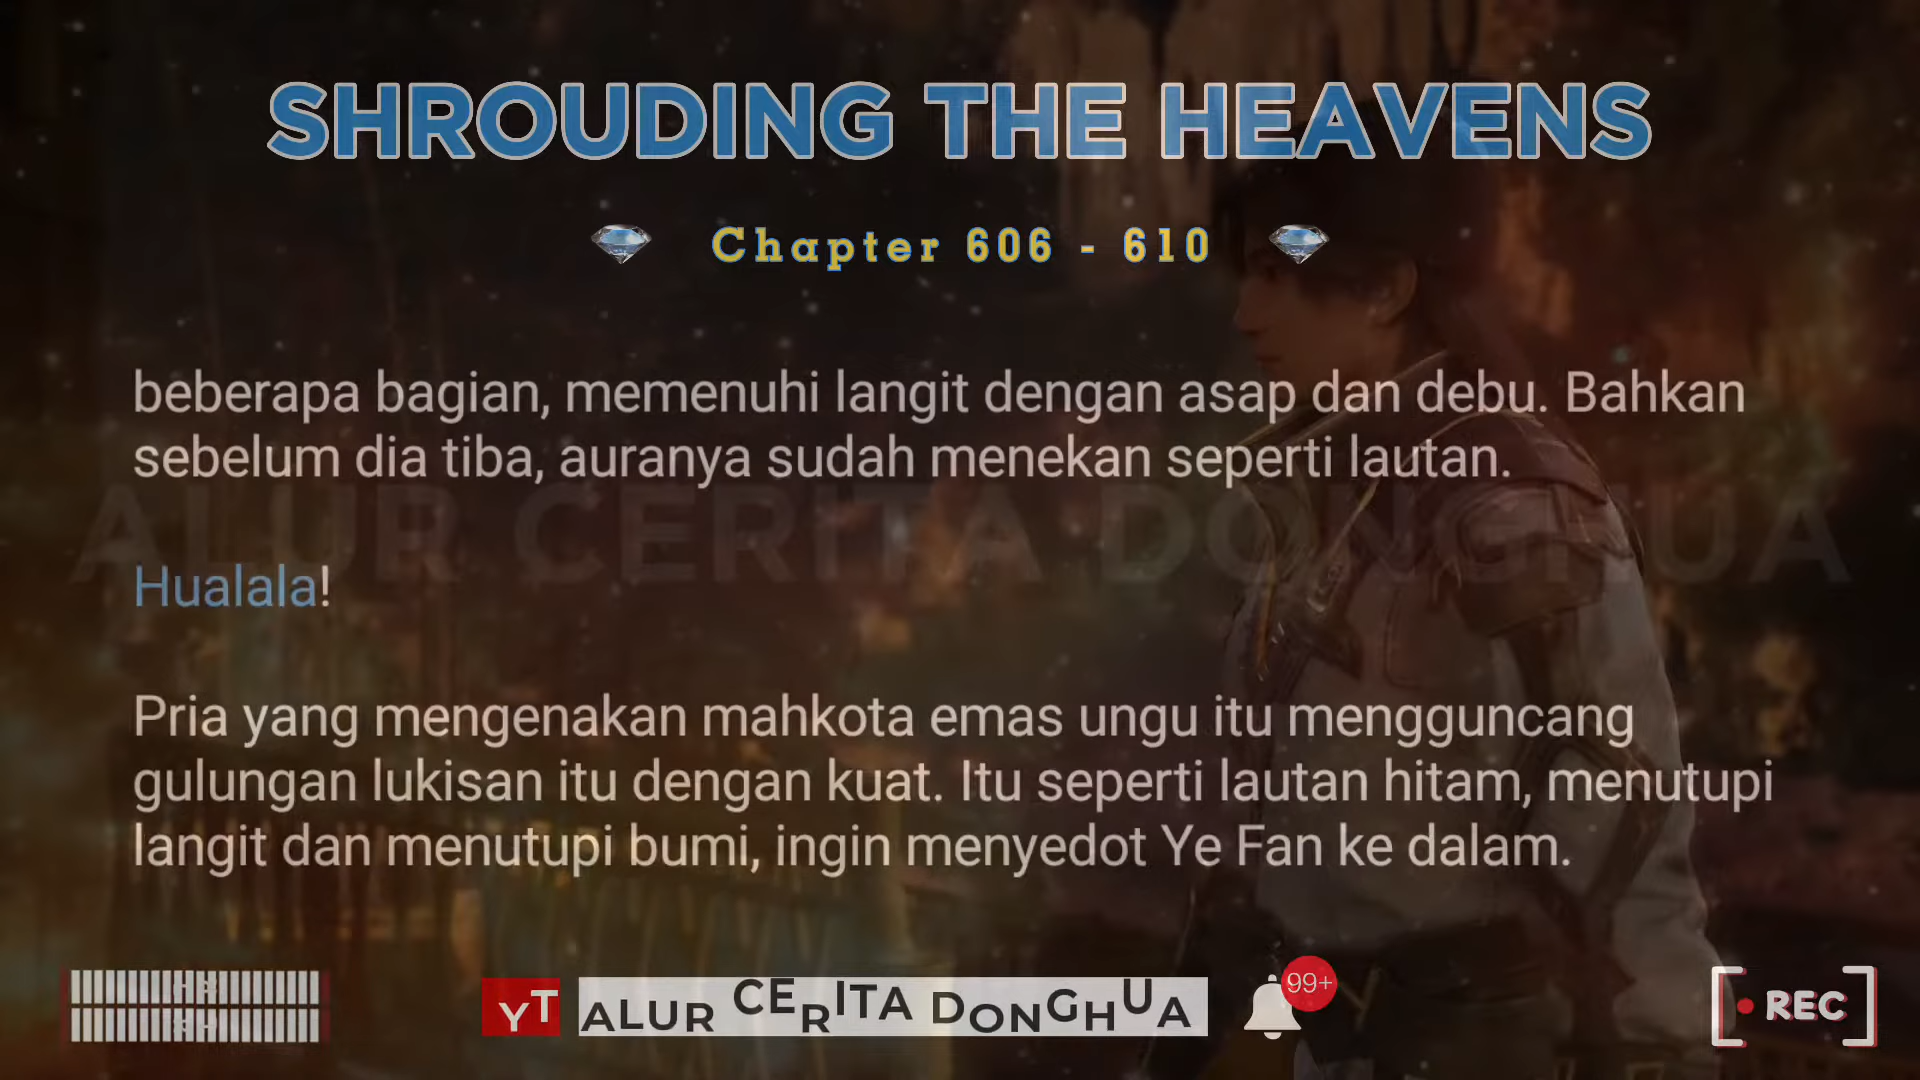 SHROUDING THE HEAVENS
Chapter 606 - 610
beberapa bagian, memenuhi langit dengan asap dan debu. Bahkan
sebelum dia tiba, auranya sudah menekan seperti lautan.
ALUR CERITA DONGHUA
Hualala!
Pria yang mengenakan mahkota emas ungu itu mengguncang
gulungan lukisan itu dengan kuat. Itu seperti lautan hitam, menutupi
langit dan menutupi bumi, ingin menyedot Ye Fan ke dalam.
YT ALUR CERITA DONGHUA 99+
REC